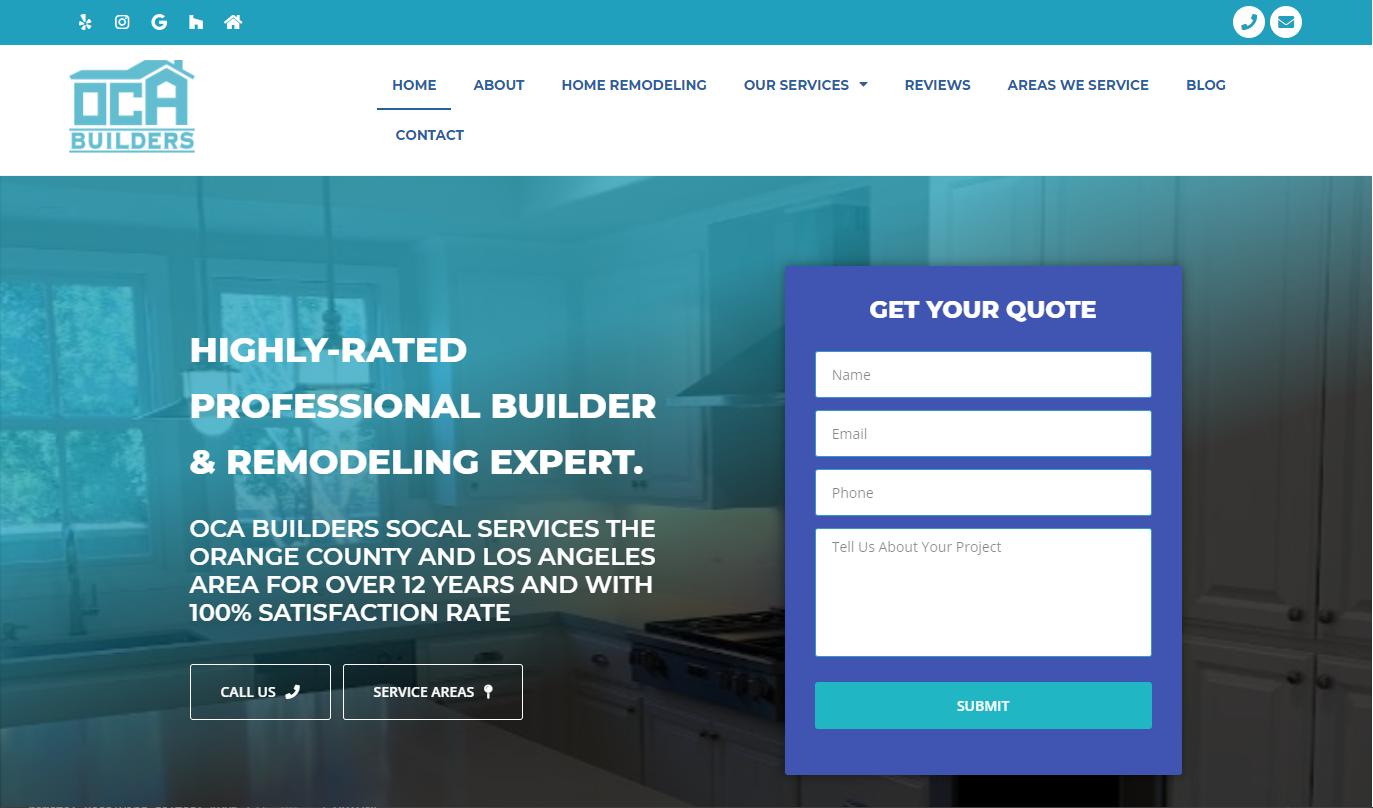 OCA
BUILDERS
HOME ABOUT HOME REMODELING OUR SERVICES REVIEWS AREAS WE SERVICE BLOG
CONTACT
HIGHLY-RATED
PROFESSIONAL BUILDER
& REMODELING EXPERT.
OCA BUILDERS SOCAL SERVICES THE
ORANGE COUNTY AND LOS ANGELES
AREA FOR OVER 12 YEARS AND WITH
100% SATISFACTION RATE
CALL US
SERVICE AREAS
GET YOUR QUOTE
Name
Email
Phone
Tell Us About Your Project
SUBMIT